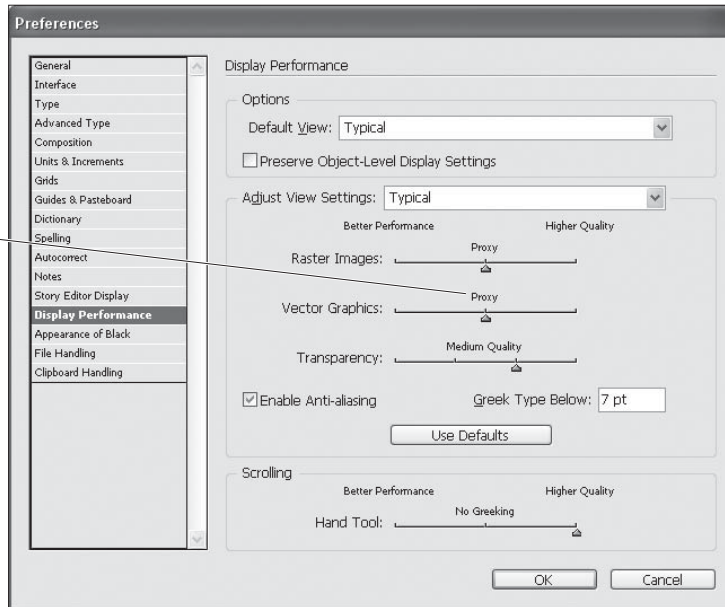 Preferences
General
Interface
Type
Advanced Type
Composition
Units & Increments
Grids
Guides & Pasteboard
Dictionary
Spelling
Autocorrect
Notes
Story Editor Display
Display Performance
Appearance of Black
File Handling
Clipboard Handling
Display Performance
Options
Default View: Typical
Preserve Object-Level Display Settings
Adjust View Settings: Typical
Better Performance Higher Quality
Proxy
Raster Images:
Proxy
Vector Graphics:
Medium Quality
Transparency:
Enable Anti-aliasing Greek Type Below: 7 pt
Use Defaults
Scrolling
Better Performance Higher Quality
No Greeking
Hand Tool:
OK Cancel